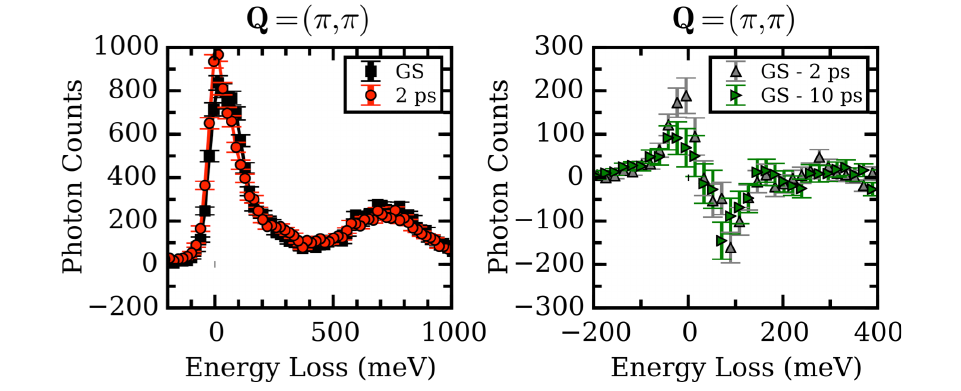 Q=(π,π)
1000
800
600
400
200
0
−200
Photon Counts
GS
2 ps
0
500
1000
Energy Loss (meV)
Q=(π,π)
300
200
100
0
−100
−200
−300
Photon Counts
GS - 2 ps
GS - 10 ps
−200
0
200
400
Energy Loss (meV)